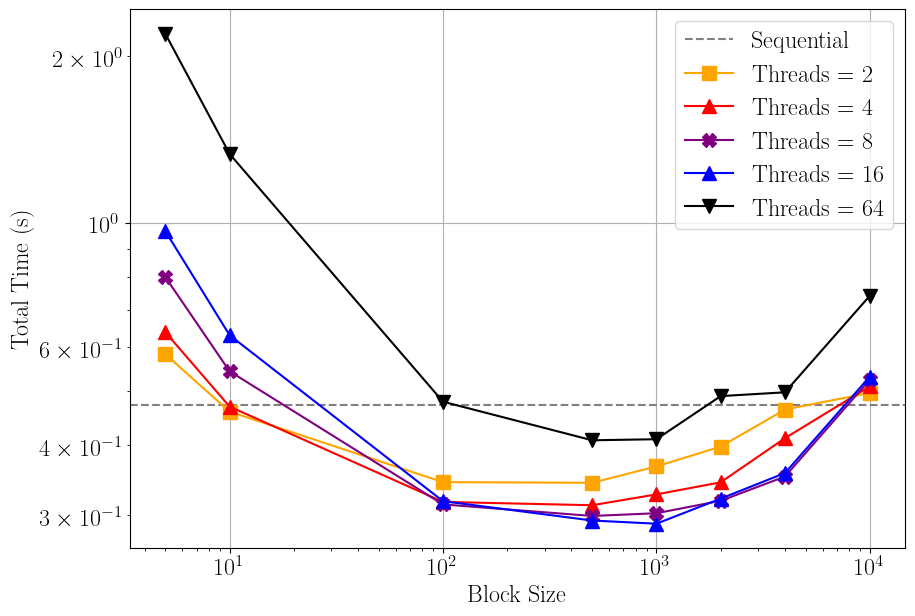 Total Time (s)
2 × 10⁰
10⁰
6 × 10⁻¹
4 × 10⁻¹
3 × 10⁻¹
Sequential
Threads = 2
Threads = 4
Threads = 8
Threads = 16
Threads = 64
10¹ 10² 10³ 10⁴
Block Size